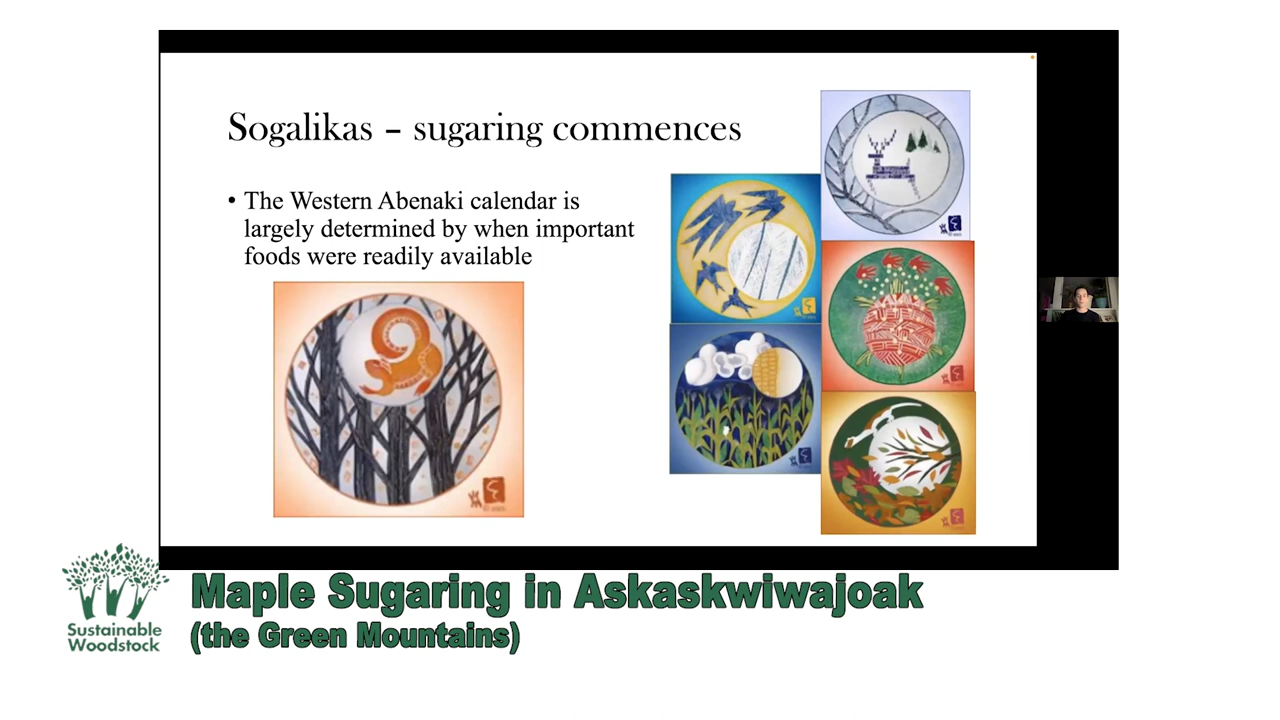 Sogalikas – sugaring commences
• The Western Abenaki calendar is
largely determined by when important
foods were readily available
Maple Sugaring in Askaskwiwajoak
(the Green Mountains)
Sustainable
Woodstock